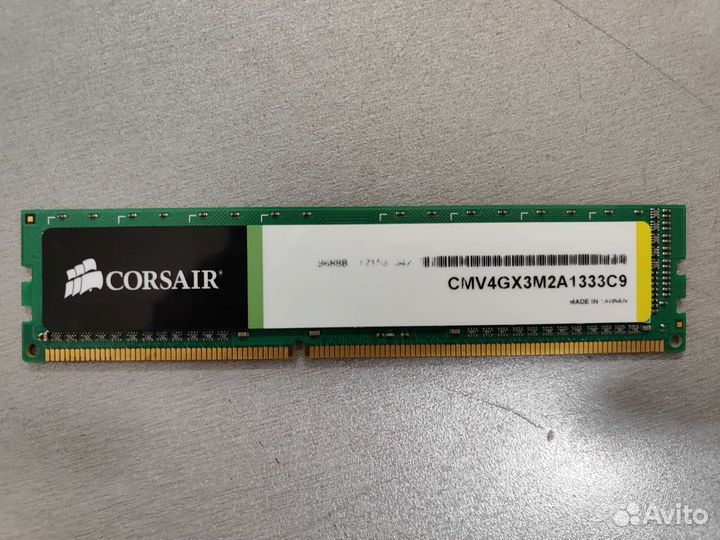 CORSAIR
CMV4GX3M2A1333C9
MADE IN TAIWAN
Avito